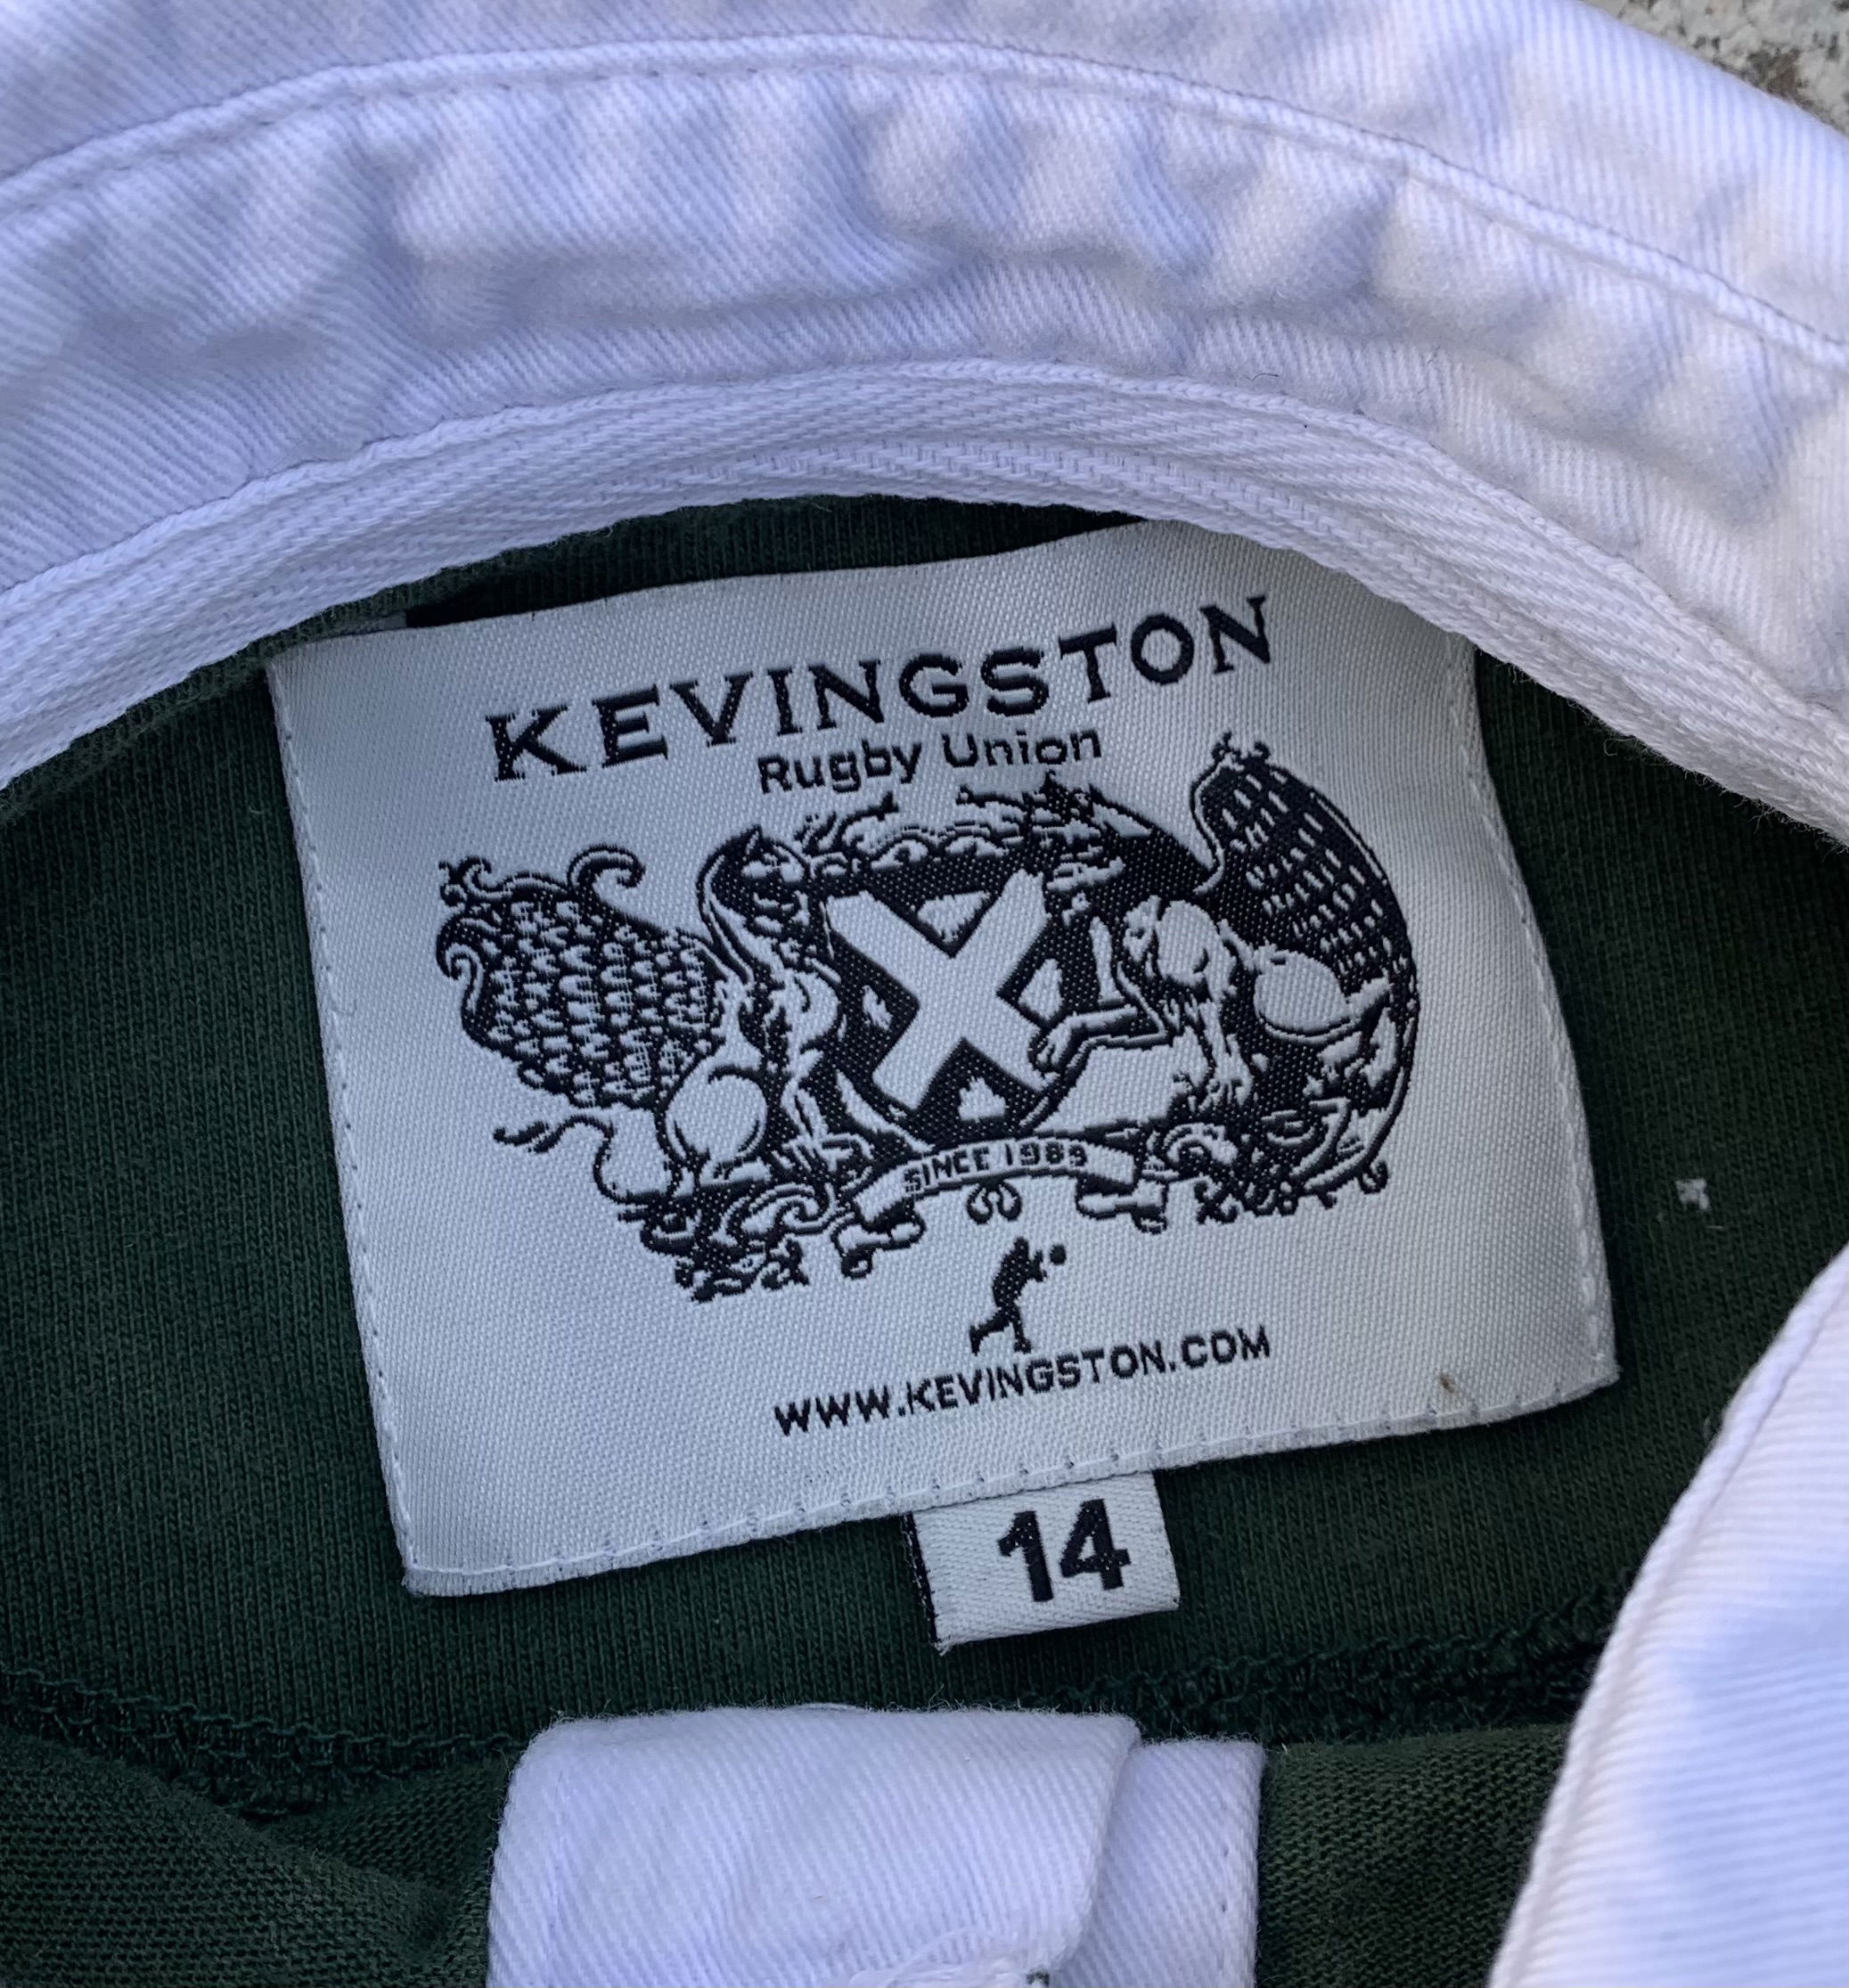 KEVINGSTON
Rugby Union
SINCE 1989
WWW.KEVINGSTON.COM
14